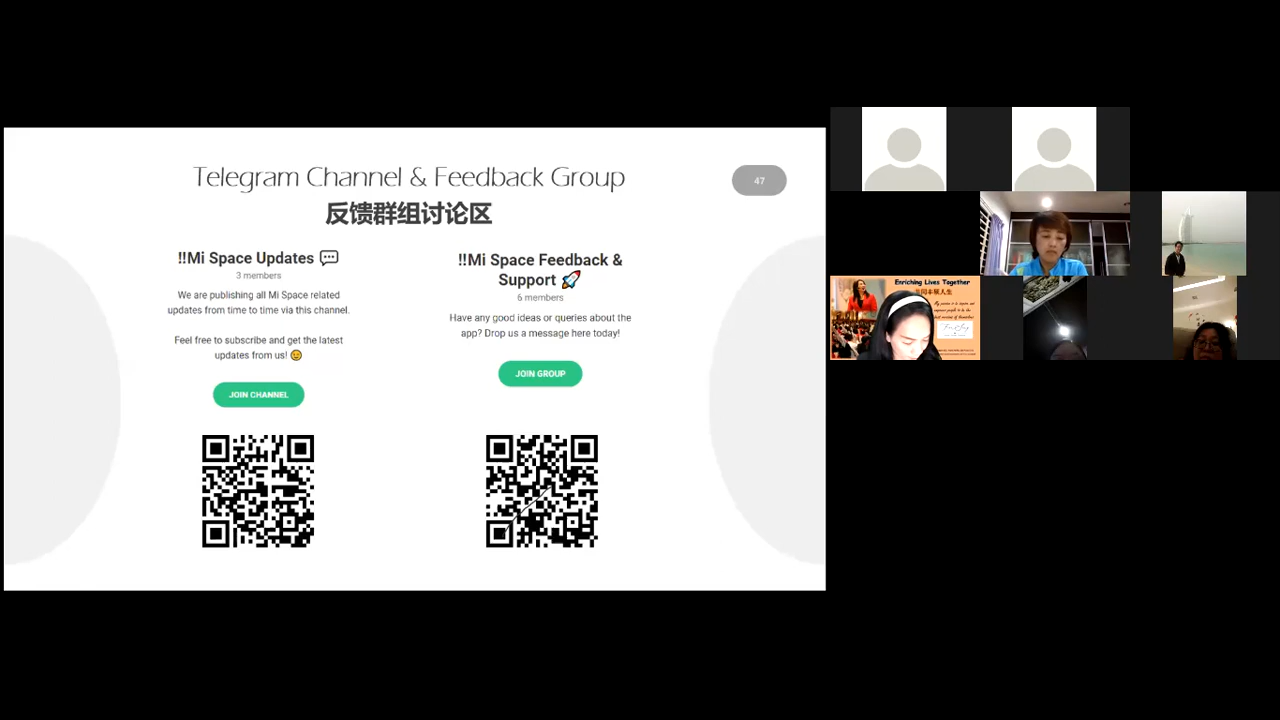 Telegram Channel & Feedback Group
47
反馈群组讨论区
‼Mi Space Updates 💬
3 members
We are publishing all Mi Space related
updates from time to time via this channel.
Feel free to subscribe and get the latest
updates from us! 😉
JOIN CHANNEL
‼Mi Space Feedback &
Support 🚀
6 members
Have any good ideas or queries about the
app? Drop us a message here today!
JOIN GROUP
Enriching Lives Together